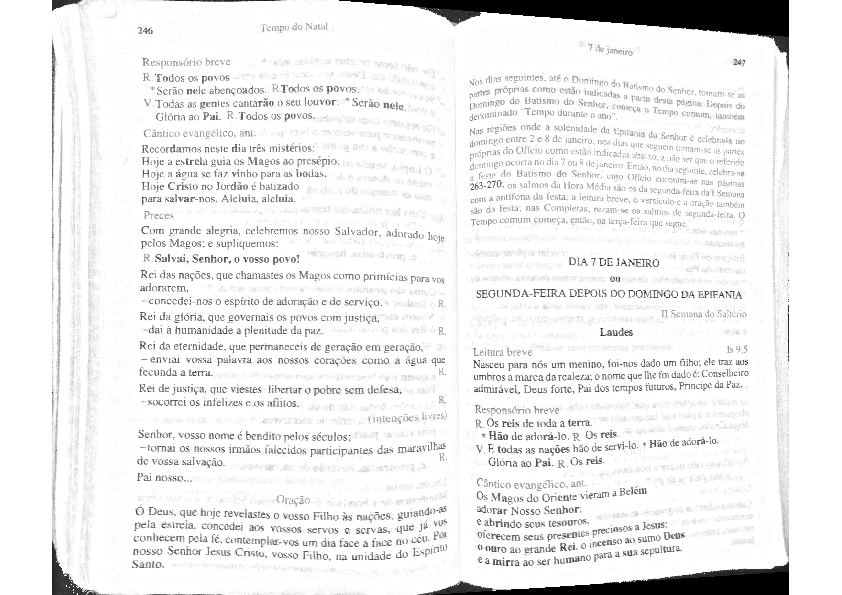 246
Tempo do Natal
Responsório breve
R. Todos os povos
* Serão nele abençoados. R Todos os povos.
V. Todas as gentes cantarão o seu louvor. * Serão nele.
Glória ao Pai. R. Todos os povos.
Cântico evangélico, ant.
Recordamos neste dia três mistérios:
Hoje a estrela guia os Magos ao presépio.
Hoje a água se faz vinho para as bodas.
Hoje Cristo no Jordão é batizado
para salvar-nos. Aleluia, aleluia.
Preces
Com grande alegria, celebremos nosso Salvador, adorado hoje
pelos Magos; e supliquemos:
R. Salvai, Senhor, o vosso povo!
Rei das nações, que chamastes os Magos como primícias para vos
adorarem,
– concedei-nos o espírito de adoração e de serviço. R.
Rei da glória, que governais os povos com justiça,
– dai à humanidade a plenitude da paz. R.
Rei da eternidade, que permaneceis de geração em geração,
– enviai vossa palavra aos nossos corações como a água que
fecunda a terra. R.
Rei de justiça, que viestes libertar o pobre sem defesa,
– socorrei os infelizes e os aflitos. R.
(intenções livres)
Senhor, vosso nome é bendito pelos séculos;
– tornai os nossos irmãos falecidos participantes das maravilhas
de vossa salvação. R.
Pai nosso...
Oração
Ó Deus, que hoje revelastes o vosso Filho às nações, guiando-as
pela estrela, concedei aos vossos servos e servas, que já vos
conhecem pela fé, contemplar-vos um dia face a face no céu. Por
nosso Senhor Jesus Cristo, vosso Filho, na unidade do Espírito
Santo.
7 de janeiro
247
Nos dias seguintes, até o Domingo do Batismo do Senhor, tomam-se as
partes próprias como estão indicadas a partir desta página. Depois do
Domingo do Batismo do Senhor, começa o Tempo comum, também
denominado "Tempo durante o ano".
Nas regiões onde a solenidade da Epifania do Senhor é celebrada no
domingo entre 2 e 8 de janeiro, nos dias que seguem tomam-se as partes
próprias do Ofício como estão indicadas abaixo, a não ser que o referido
domingo ocorra no dia 7 ou 8 de janeiro. Então, no dia seguinte, celebra-se
a festa do Batismo do Senhor, cujo Ofício encontra-se nas páginas
263-270; os salmos da Hora Média são os da segunda-feira da I Semana
com a antífona da festa; a leitura breve, o versículo e a oração também
são da festa; nas Completas, rezam-se os salmos de segunda-feira. O
Tempo comum começa, então, na terça-feira que segue.
DIA 7 DE JANEIRO
ou
SEGUNDA-FEIRA DEPOIS DO DOMINGO DA EPIFANIA
II Semana do Saltério
Laudes
Leitura breve Is 9,5
Nasceu para nós um menino, foi-nos dado um filho; ele traz aos
ombros a marca da realeza; o nome que lhe foi dado é: Conselheiro
admirável, Deus forte, Pai dos tempos futuros, Príncipe da Paz.
Responsório breve
R. Os reis de toda a terra.
* Hão de adorá-lo. R. Os reis.
V. E todas as nações hão de servi-lo. * Hão de adorá-lo.
Glória ao Pai. R. Os reis.
Cântico evangélico, ant.
Os Magos do Oriente vieram a Belém
adorar Nosso Senhor;
e abrindo seus tesouros,
oferecem seus presentes preciosos a Jesus:
o ouro ao grande Rei, o incenso ao sumo Deus
e a mirra ao ser humano para a sua sepultura.